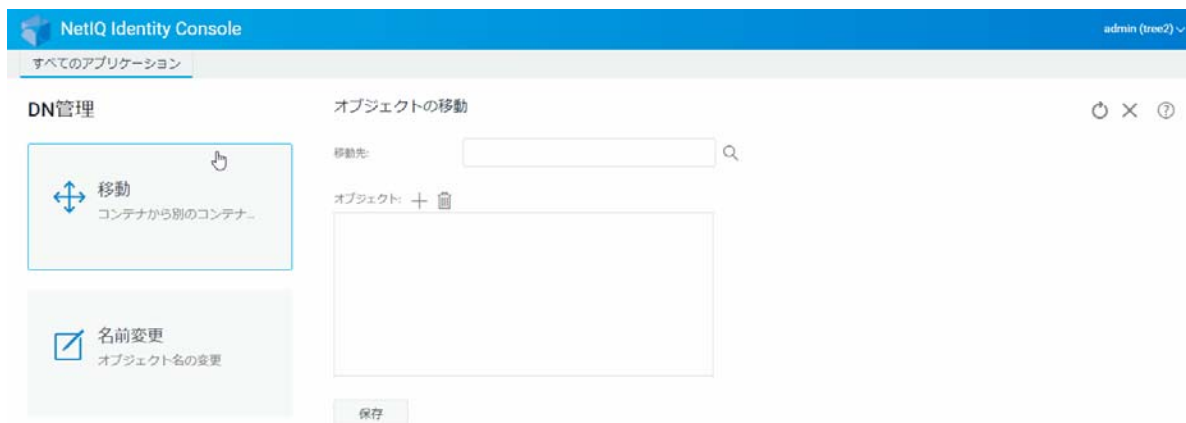 NetIQ Identity Console
admin (tree2)
すべてのアプリケーション
DN管理
オブジェクトの移動
移動先:
移動
コンテナから別のコンテナ...
オブジェクト:
名前変更
オブジェクト名の変更
保存